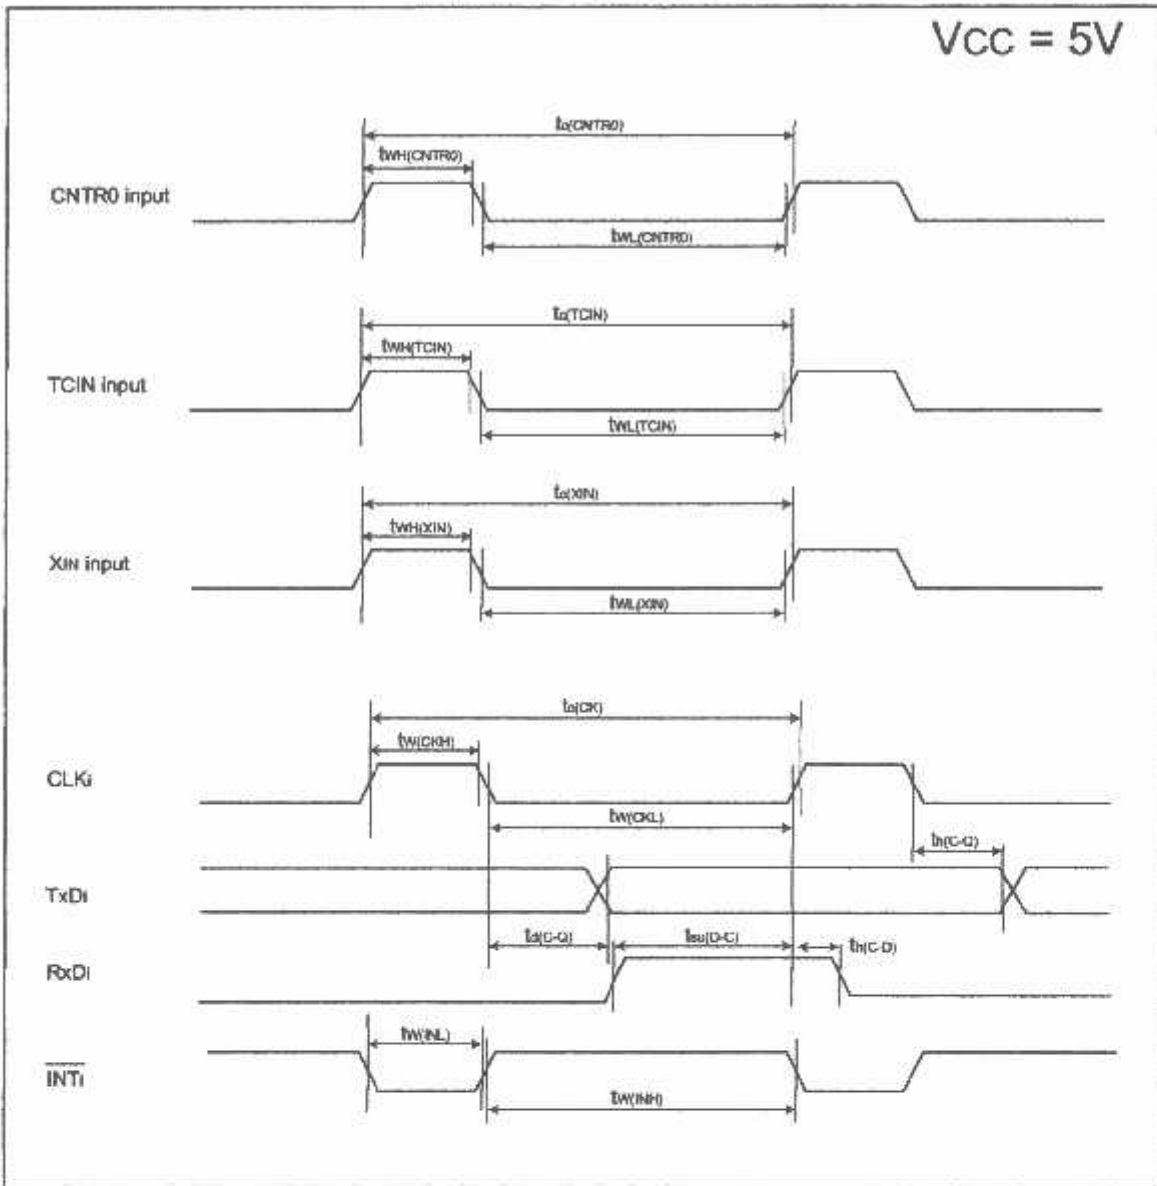 Vcc = 5V
tc(CNTR0)
tWH(CNTR0)
CNTR0 input
tWL(CNTR0)
tc(TCIN)
tWH(TCIN)
TCIN input
tWL(TCIN)
tc(XIN)
tWH(XIN)
XIN input
tWL(XIN)
tc(CK)
tW(CKH)
CLKi
tW(CKL)
th(C-Q)
TxDi
td(C-Q)
tsu(D-C)
th(C-D)
RxDi
tW(INL)
INTi
tW(INH)